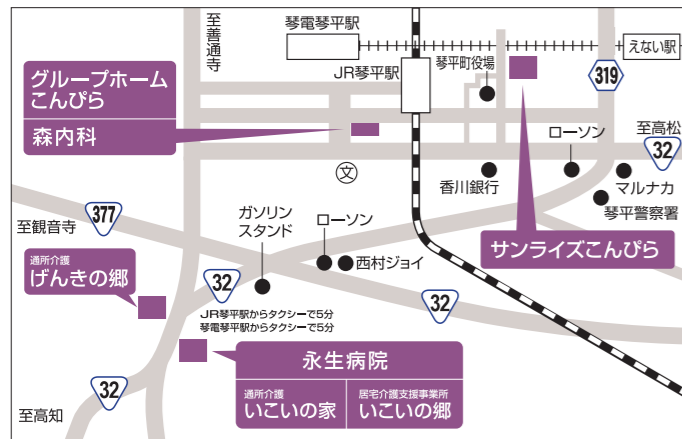 至善通寺
琴電琴平駅
えない駅
JR琴平駅
琴平町役場
319
グループホーム
こんぴら
森内科
ローソン
至高松
32
文
香川銀行
マルナカ
琴平警察署
377
至観音寺
ガソリン
スタンド
ローソン
西村ジョイ
サンライズこんぴら
通所介護
げんきの郷
32
32
JR琴平駅からタクシーで5分
琴電琴平駅からタクシーで5分
永生病院
通所介護
いこいの家
居宅介護支援事業所
いこいの郷
32
至高知